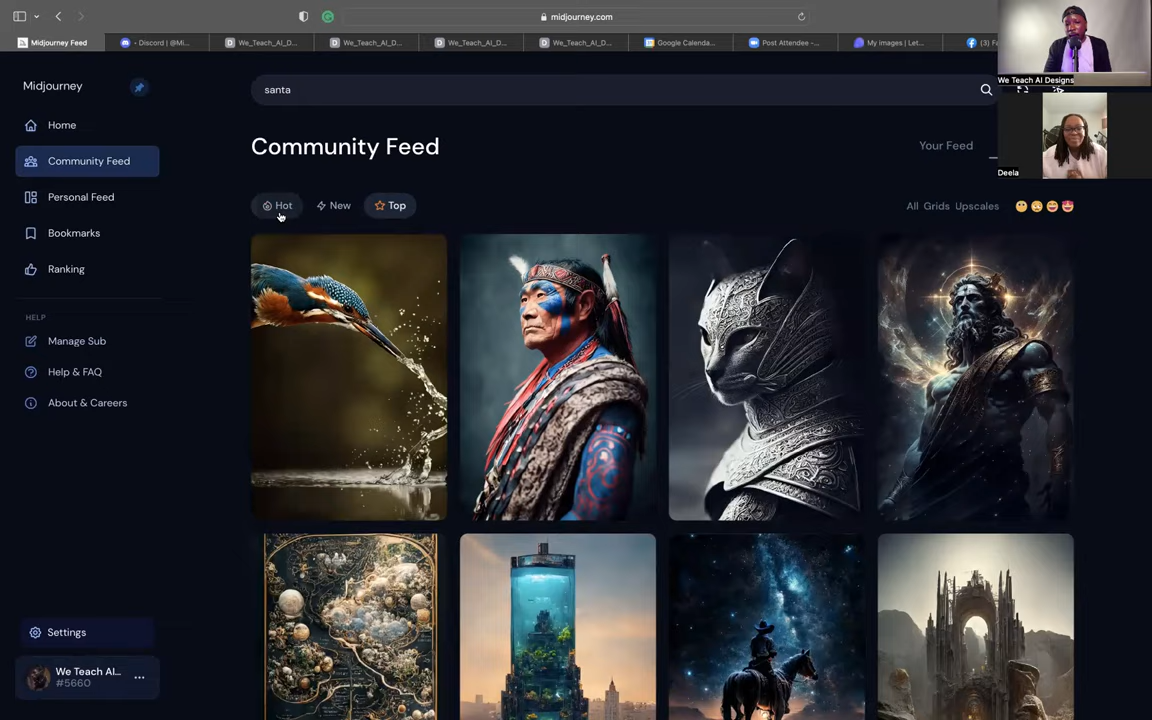 midjourney.com
Midjourney Feed
- Discord | @Mi...
We_Teach_AI_D...
We_Teach_AI_D...
We_Teach_AI_D...
We_Teach_AI_D...
Google Calenda...
Post Attendee -...
My images | Let...
(3) Fa
We Teach AI Designs
Deela
Midjourney
santa
Home
Community Feed
Personal Feed
Bookmarks
Ranking
HELP
Manage Sub
Help & FAQ
About & Careers
Settings
We Teach AI...
#5660
Community Feed
Your Feed
Hot
New
Top
All Grids Upscales